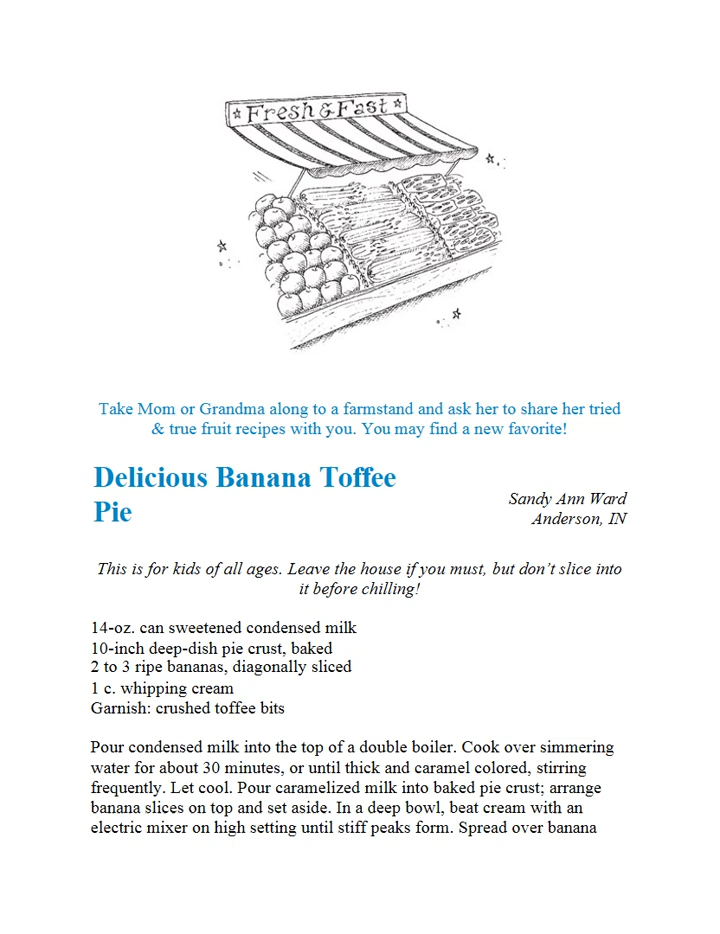 Fresh & Fast
Take Mom or Grandma along to a farmstand and ask her to share her tried
& true fruit recipes with you. You may find a new favorite!
Delicious Banana Toffee
Pie
Sandy Ann Ward
Anderson, IN
This is for kids of all ages. Leave the house if you must, but don’t slice into
it before chilling!
14-oz. can sweetened condensed milk
10-inch deep-dish pie crust, baked
2 to 3 ripe bananas, diagonally sliced
1 c. whipping cream
Garnish: crushed toffee bits
Pour condensed milk into the top of a double boiler. Cook over simmering
water for about 30 minutes, or until thick and caramel colored, stirring
frequently. Let cool. Pour caramelized milk into baked pie crust; arrange
banana slices on top and set aside. In a deep bowl, beat cream with an
electric mixer on high setting until stiff peaks form. Spread over banana